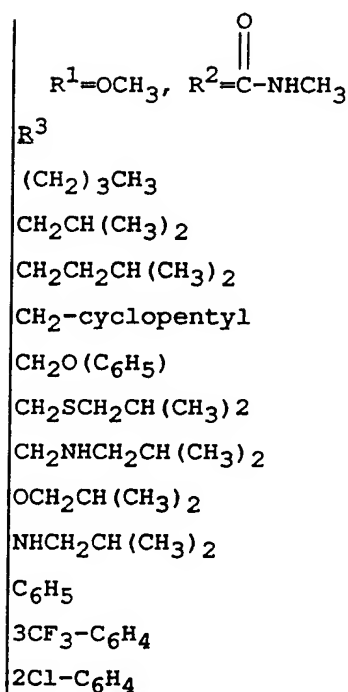 O
R¹=OCH₃, R²=C-NHCH₃
R³
(CH₂)₃CH₃
CH₂CH(CH₃)₂
CH₂CH₂CH(CH₃)₂
CH₂-cyclopentyl
CH₂O(C₆H₅)
CH₂SCH₂CH(CH₃)2
CH₂NHCH₂CH(CH₃)₂
OCH₂CH(CH₃)₂
NHCH₂CH(CH₃)₂
C₆H₅
3CF₃-C₆H₄
2Cl-C₆H₄